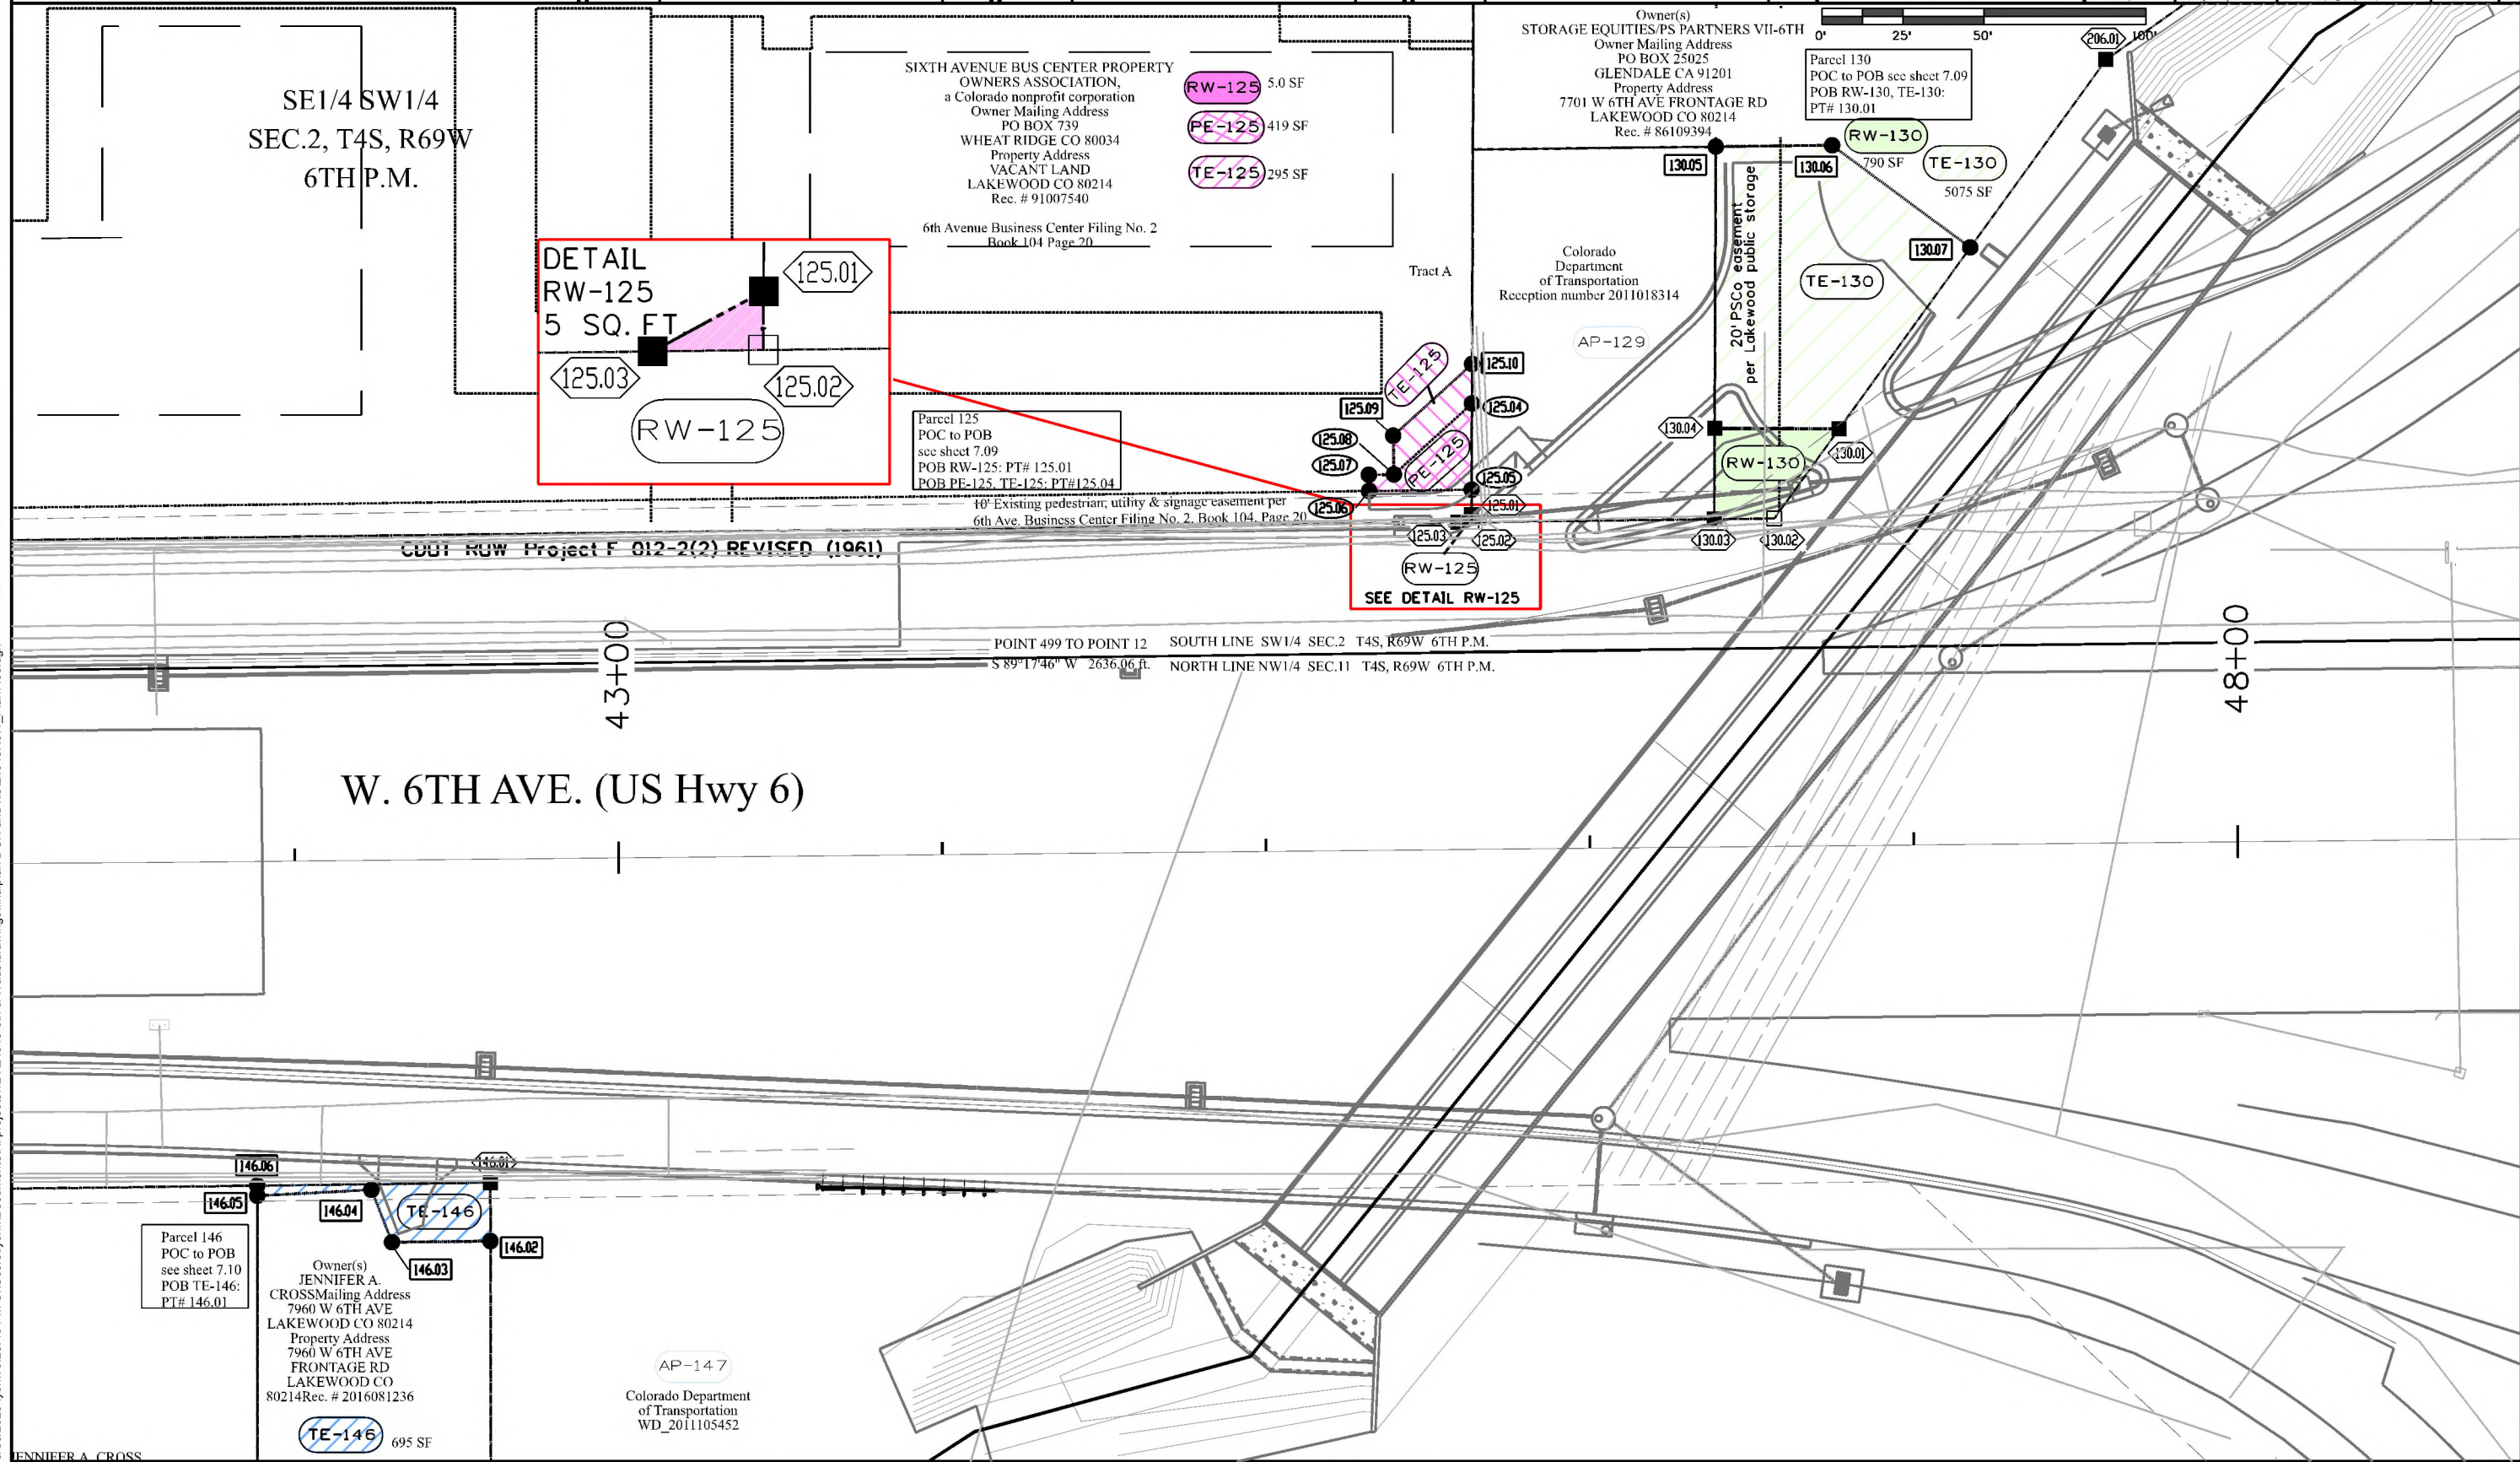 SE1/4 SW1/4
SEC.2, T4S, R69W
6TH P.M.
SIXTH AVENUE BUS CENTER PROPERTY
OWNERS ASSOCIATION,
a Colorado nonprofit corporation
Owner Mailing Address
PO BOX 739
WHEAT RIDGE CO 80034
Property Address
VACANT LAND
LAKEWOOD CO 80214
Rec. # 91007540
6th Avenue Business Center Filing No. 2
Book 104 Page 20
RW-125 5.0 SF
PE-125 419 SF
TE-125 295 SF
Owner(s)
STORAGE EQUITIES/PS PARTNERS VII-6TH
Owner Mailing Address
PO BOX 25025
GLENDALE CA 91201
Property Address
7701 W 6TH AVE FRONTAGE RD
LAKEWOOD CO 80214
Rec. # 86109394
0' 25' 50' 100'
206.01
Parcel 130
POC to POB see sheet 7.09
POB RW-130, TE-130:
PT# 130.01
RW-130
790 SF
TE-130
5075 SF
130.05
130.06
130.07
20' PSCo easement
per Lakewood public storage
TE-130
DETAIL
RW-125
5 SQ. FT.
125.01
125.03
125.02
RW-125
Tract A
Colorado
Department
of Transportation
Reception number 2011018314
AP-129
TE-125
125.10
125.09
125.04
125.08
125.07
PE-125
125.05
125.06
125.01
130.04
130.01
RW-130
Parcel 125
POC to POB
see sheet 7.09
POB RW-125: PT# 125.01
POB PE-125, TE-125: PT#125.04
10' Existing pedestrian, utility & signage easement per
6th Ave. Business Center Filing No. 2, Book 104, Page 20
125.03
125.02
130.03
130.02
RW-125
SEE DETAIL RW-125
CDOT ROW Project F 012-2(2) REVISED (1961)
POINT 499 TO POINT 12 SOUTH LINE SW1/4 SEC.2 T4S, R69W 6TH P.M.
S 89°17'46" W 2636.06 ft. NORTH LINE NW1/4 SEC.11 T4S, R69W 6TH P.M.
43+00
48+00
W. 6TH AVE. (US Hwy 6)
146.06
146.01
146.05
146.04
TE-146
146.02
146.03
Parcel 146
POC to POB
see sheet 7.10
POB TE-146:
PT# 146.01
Owner(s)
JENNIFER A.
CROSSMailing Address
7960 W 6TH AVE
LAKEWOOD CO 80214
Property Address
7960 W 6TH AVE
FRONTAGE RD
LAKEWOOD CO
80214Rec. # 2016081236
TE-146 695 SF
AP-147
Colorado Department
of Transportation
WD_2011105452
JENNIFER A. CROSS